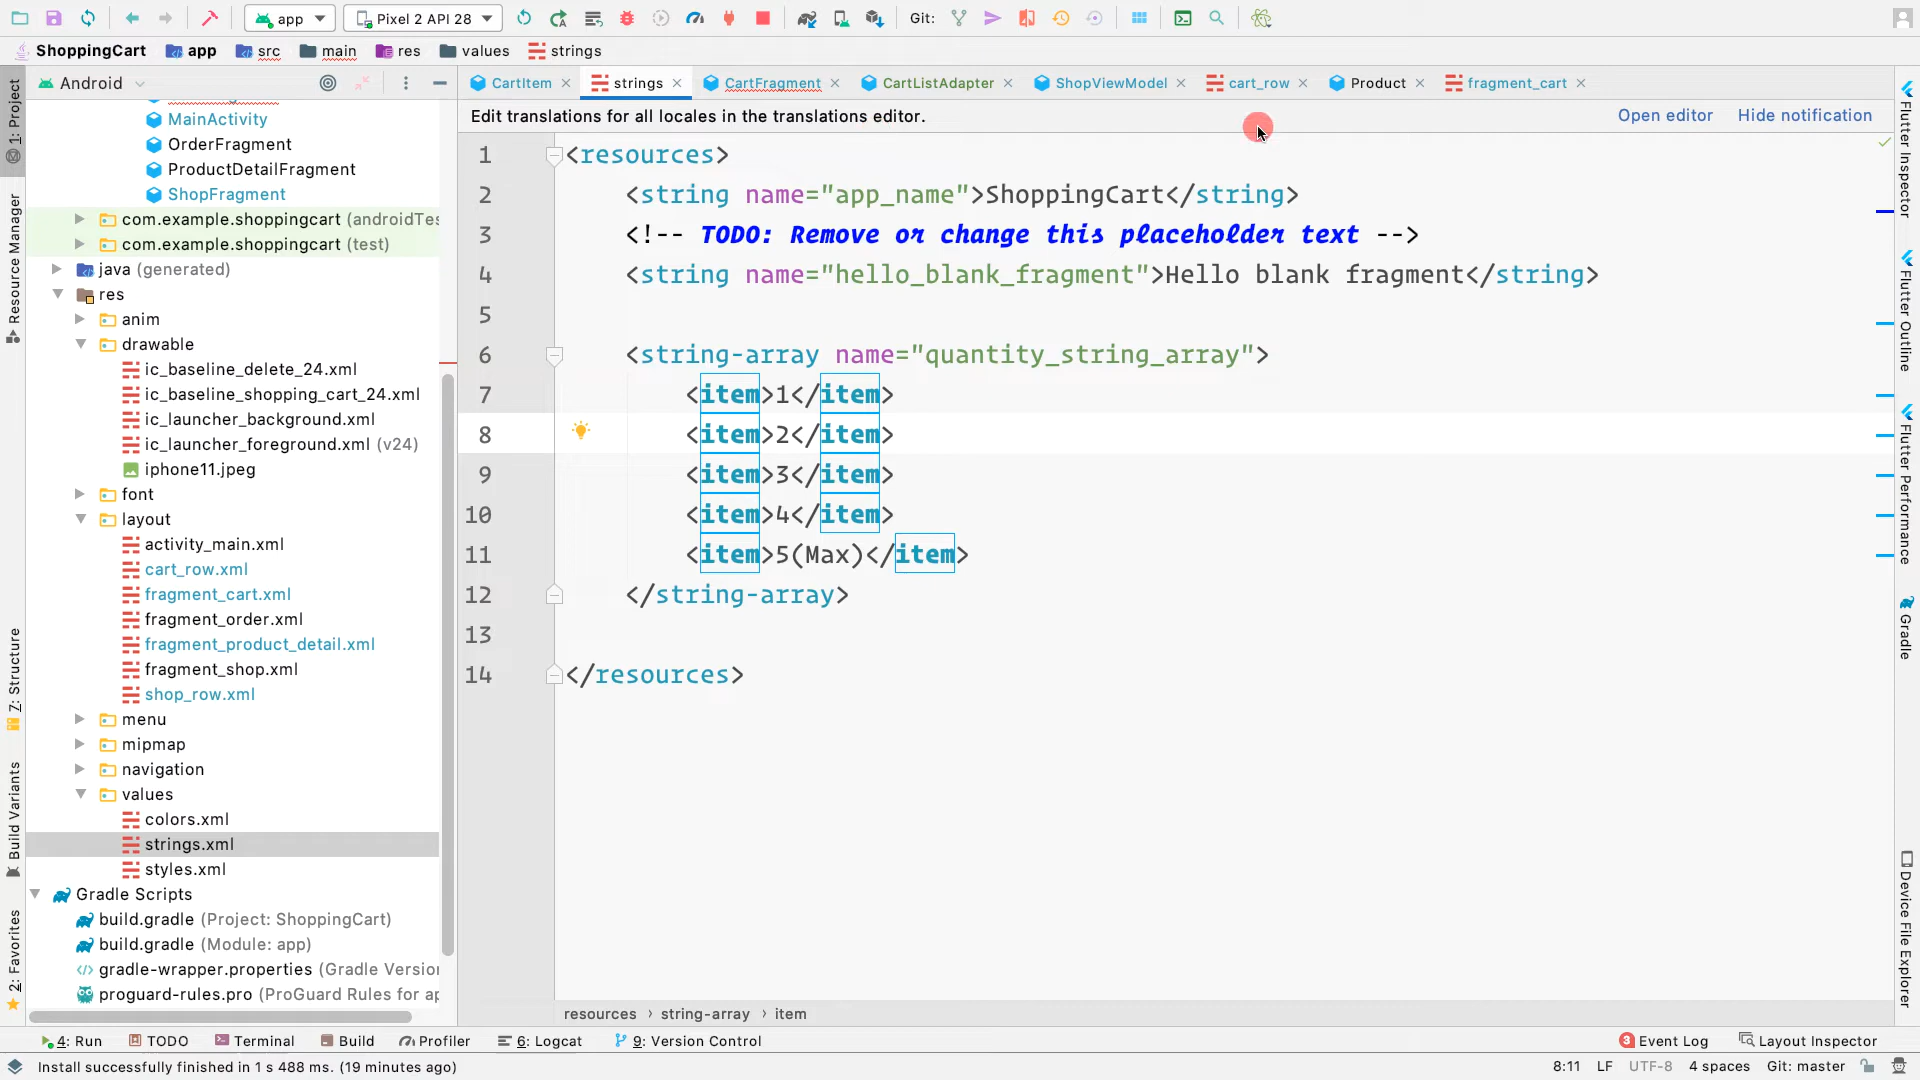 app
Pixel 2 API 28
Git:
ShoppingCart
app
src
main
res
values
strings
Android
CartItem
strings
CartFragment
CartListAdapter
ShopViewModel
cart_row
Product
fragment_cart
Edit translations for all locales in the translations editor.
Open editor
Hide notification
MainActivity
OrderFragment
ProductDetailFragment
ShopFragment
com.example.shoppingcart (androidTes
com.example.shoppingcart (test)
java (generated)
res
anim
drawable
ic_baseline_delete_24.xml
ic_baseline_shopping_cart_24.xml
ic_launcher_background.xml
ic_launcher_foreground.xml (v24)
iphone11.jpeg
font
layout
activity_main.xml
cart_row.xml
fragment_cart.xml
fragment_order.xml
fragment_product_detail.xml
fragment_shop.xml
shop_row.xml
menu
mipmap
navigation
values
colors.xml
strings.xml
styles.xml
Gradle Scripts
build.gradle (Project: ShoppingCart)
build.gradle (Module: app)
gradle-wrapper.properties (Gradle Version
proguard-rules.pro (ProGuard Rules for ap
1 <resources>
2 <string name="app_name">ShoppingCart</string>
3 <!-- TODO: Remove or change this placeholder text -->
4 <string name="hello_blank_fragment">Hello blank fragment</string>
5
6 <string-array name="quantity_string_array">
7 <item>1</item>
8 <item>2</item>
9 <item>3</item>
10 <item>4</item>
11 <item>5(Max)</item>
12 </string-array>
13
14 </resources>
resources › string-array › item
1: Project
Resource Manager
7: Structure
Build Variants
2: Favorites
Flutter Inspector
Flutter Outline
Flutter Performance
Gradle
Device File Explorer
4: Run
TODO
Terminal
Build
Profiler
6: Logcat
9: Version Control
3 Event Log
Layout Inspector
Install successfully finished in 1 s 488 ms. (19 minutes ago)
8:11
LF
UTF-8
4 spaces
Git: master